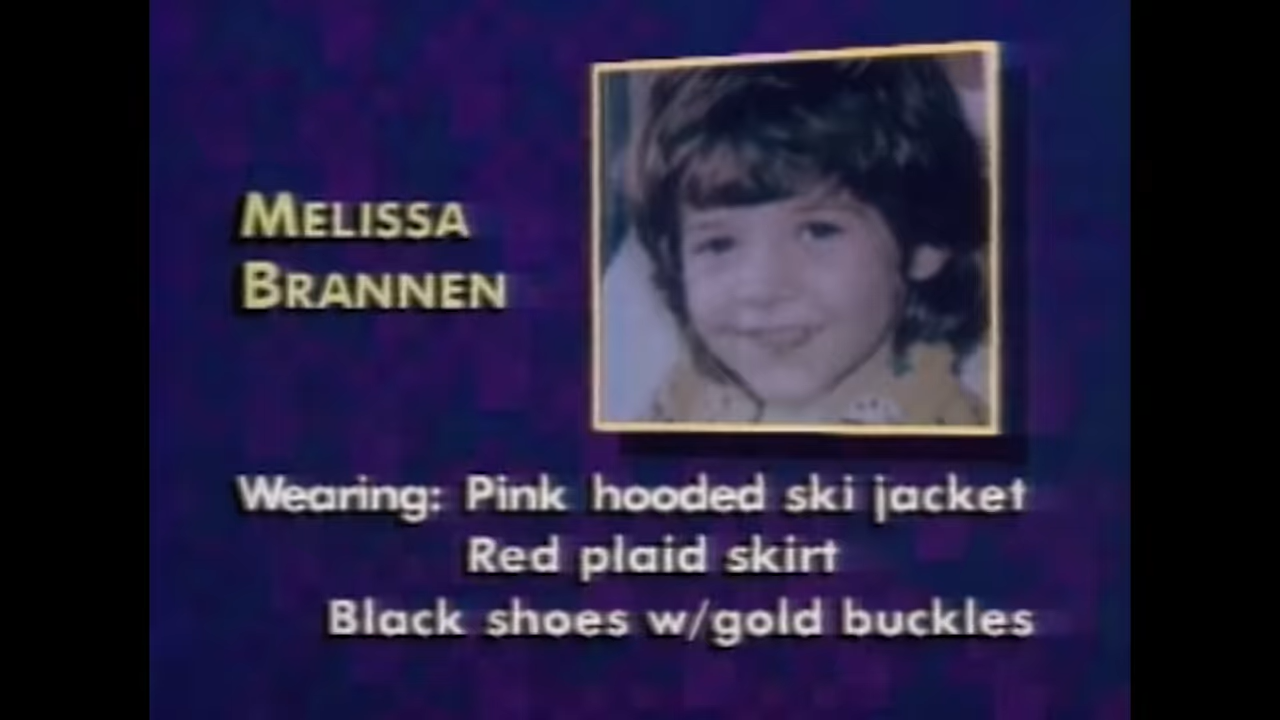 MELISSA
BRANNEN
Wearing: Pink hooded ski jacket
Red plaid skirt
Black shoes w/gold buckles